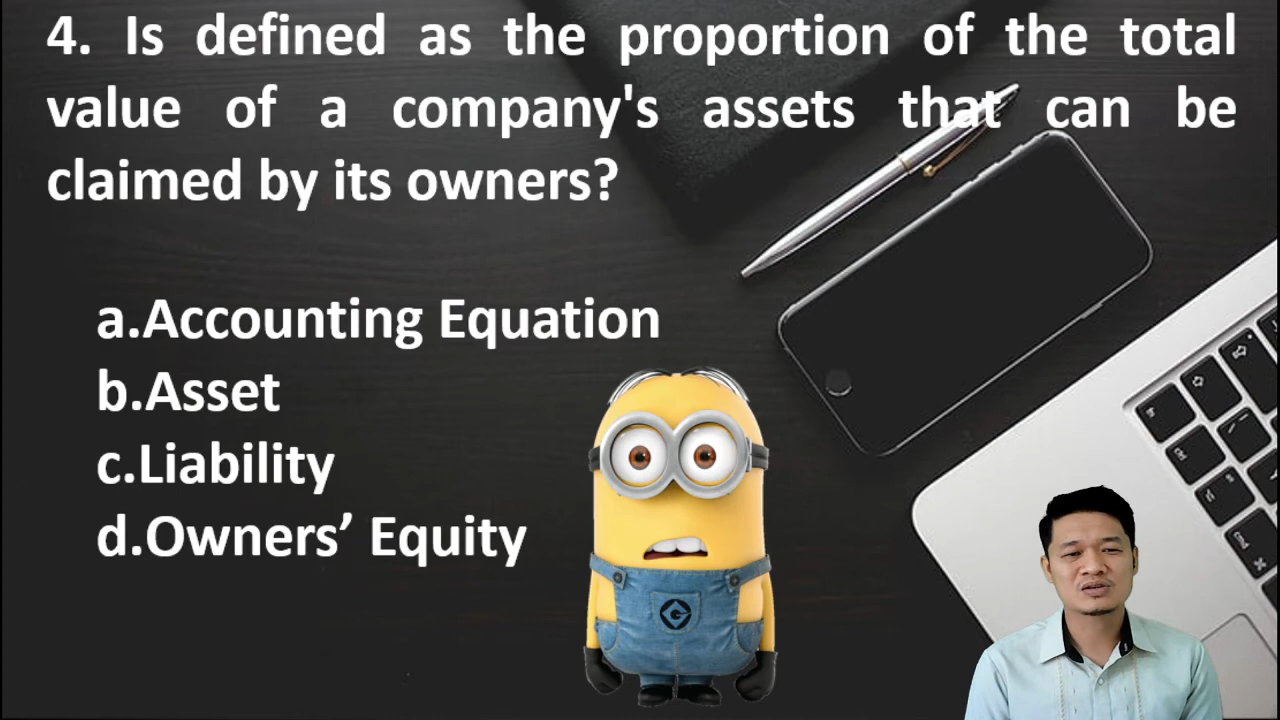 4. Is defined as the proportion of the total
value of a company's assets that can be
claimed by its owners?
a.Accounting Equation
b.Asset
c.Liability
d.Owners’ Equity